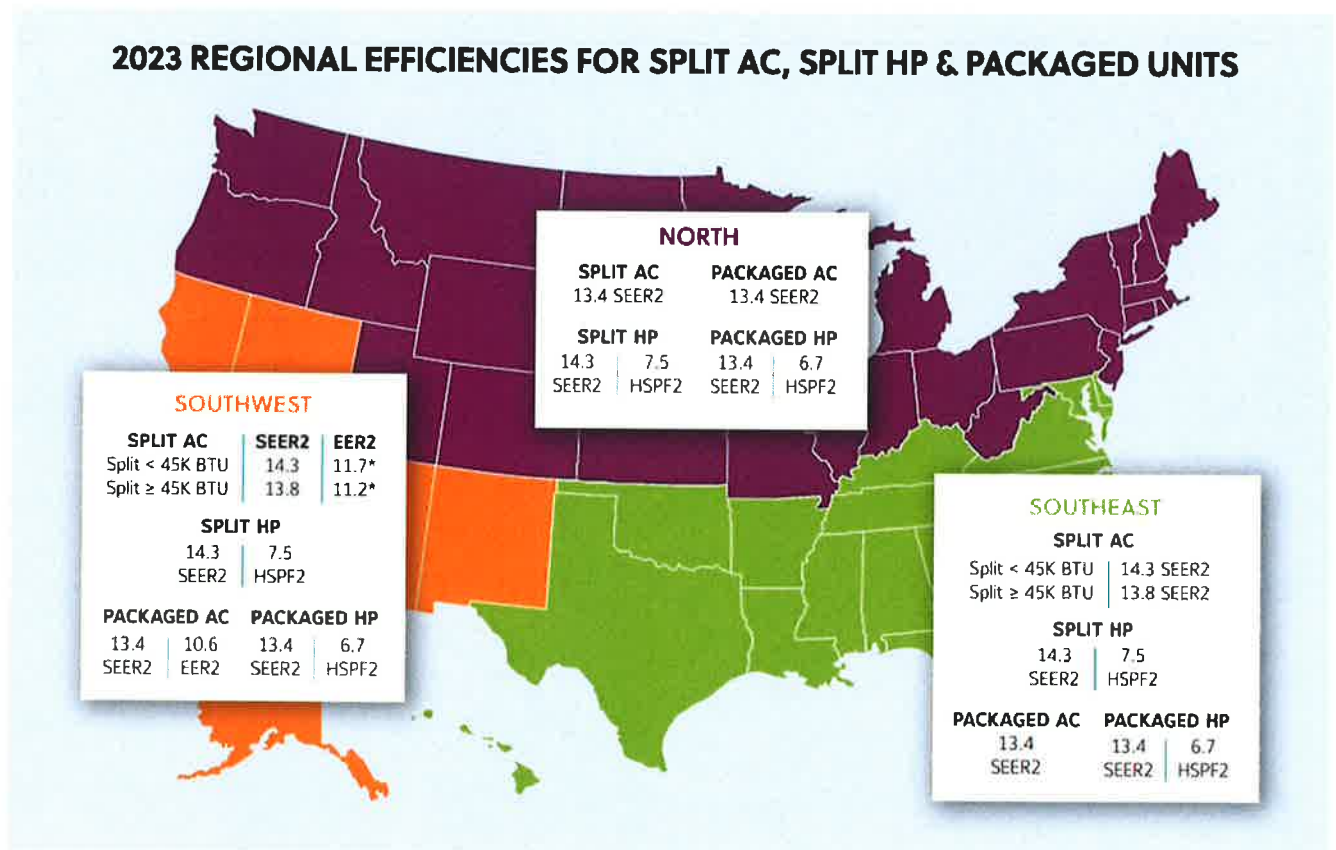 2023 REGIONAL EFFICIENCIES FOR SPLIT AC, SPLIT HP & PACKAGED UNITS
NORTH
SPLIT AC PACKAGED AC
13.4 SEER2 13.4 SEER2
SPLIT HP PACKAGED HP
14.3 7.5 13.4 6.7
SEER2 HSPF2 SEER2 HSPF2
SOUTHWEST
SPLIT AC SEER2 EER2
Split < 45K BTU 14.3 11.7*
Split ≥ 45K BTU 13.8 11.2*
SPLIT HP
14.3 7.5
SEER2 HSPF2
PACKAGED AC PACKAGED HP
13.4 10.6 13.4 6.7
SEER2 EER2 SEER2 HSPF2
SOUTHEAST
SPLIT AC
Split < 45K BTU 14.3 SEER2
Split ≥ 45K BTU 13.8 SEER2
SPLIT HP
14.3 7.5
SEER2 HSPF2
PACKAGED AC PACKAGED HP
13.4 13.4 6.7
SEER2 SEER2 HSPF2